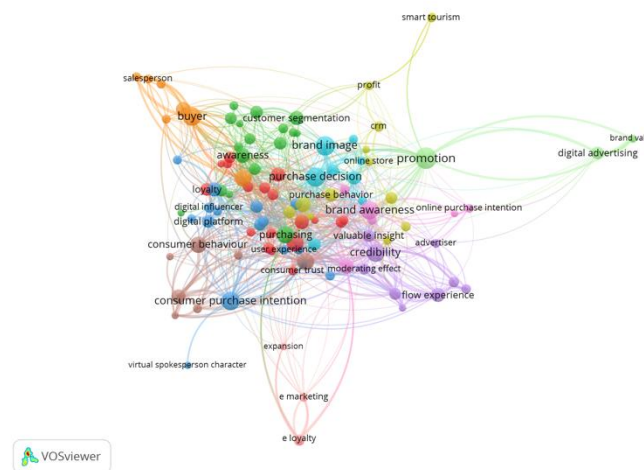 smart tourism
salesperson
profit
buyer
customer segmentation
crm
brand val
brand image
digital advertising
awareness
online store
promotion
purchase decision
loyalty
purchase behavior
digital influencer
brand awareness
online purchase intention
digital platform
purchasing
valuable insight
consumer behaviour
user experience
credibility
advertiser
consumer trust
moderating effect
consumer purchase intention
flow experience
expansion
virtual spokesperson character
e marketing
e loyalty
VOSviewer